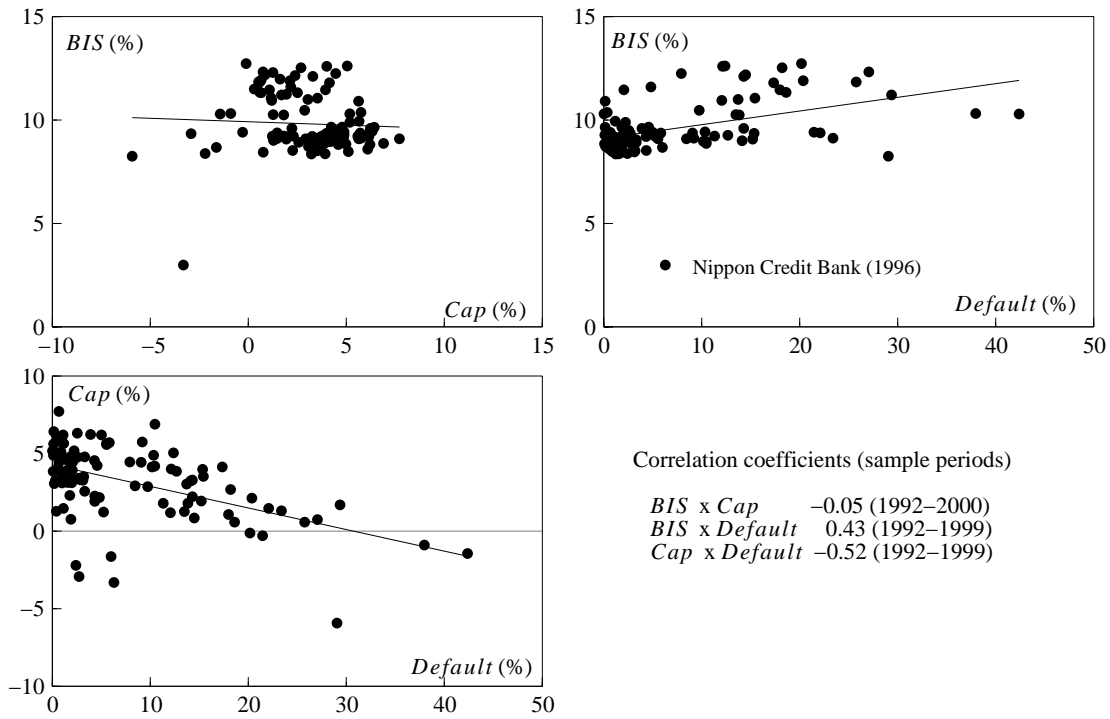 15
BIS (%)
10
5
0
Cap (%)
−10
−5
0
5
10
15
15
BIS (%)
10
5
Nippon Credit Bank (1996)
0
Default (%)
0
10
20
30
40
50
10
Cap (%)
5
0
−5
−10
Default (%)
0
10
20
30
40
50
Correlation coefficients (sample periods)
BIS x Cap −0.05 (1992−2000)
BIS x Default 0.43 (1992−1999)
Cap x Default −0.52 (1992−1999)